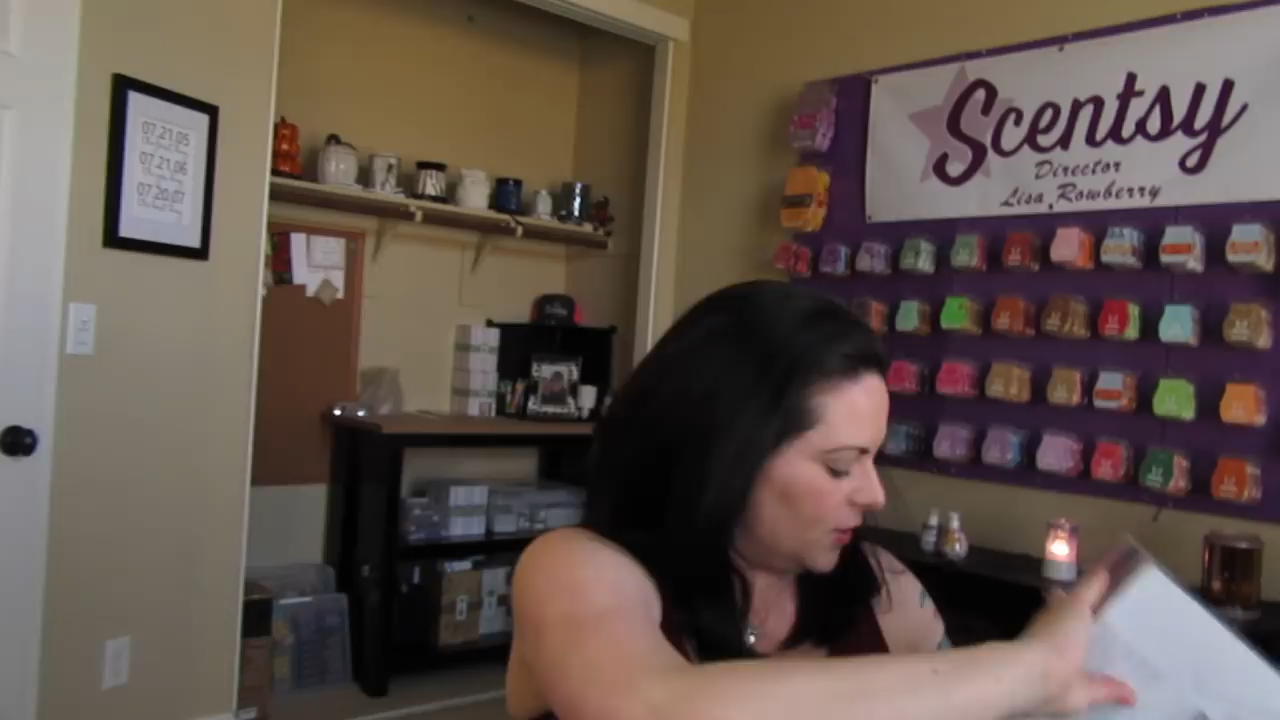 07.21.05
07.21.06
07.20.07
Scentsy
Director
Lisa Rowberry